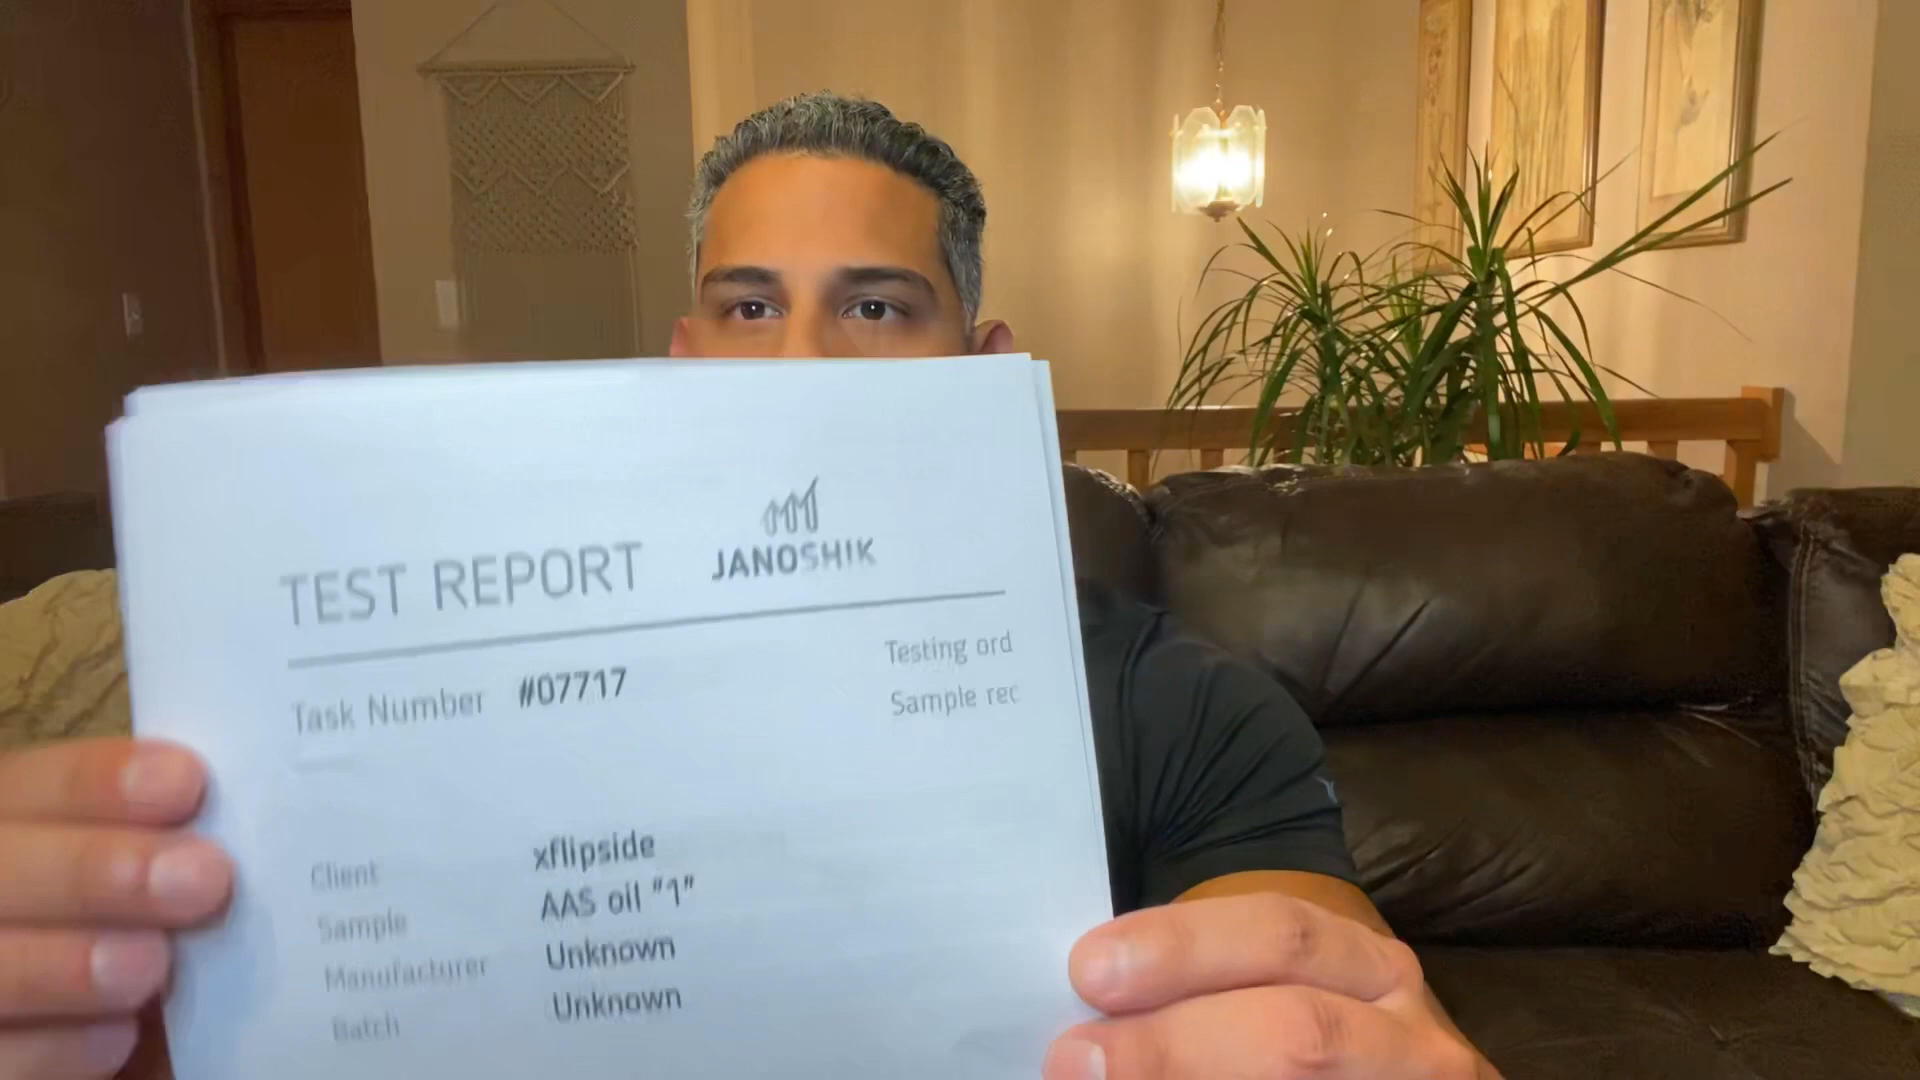 JANOSHIK
TEST REPORT
Testing ord
Task Number #07717
Sample rec
Client xflipside
Sample AAS oil "1"
Manufacturer Unknown
Batch Unknown